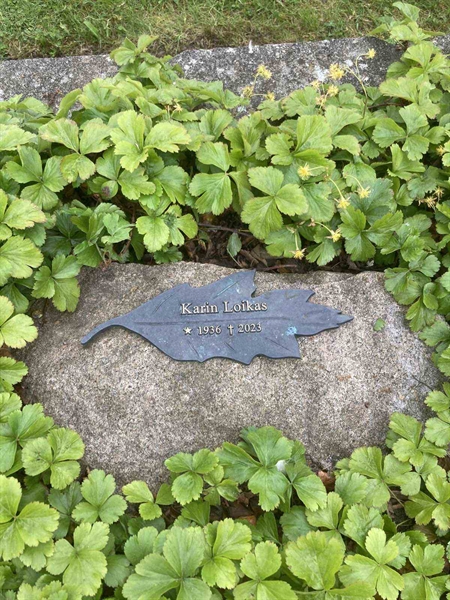 Karin Loikas
★ 1936 ✝ 2023